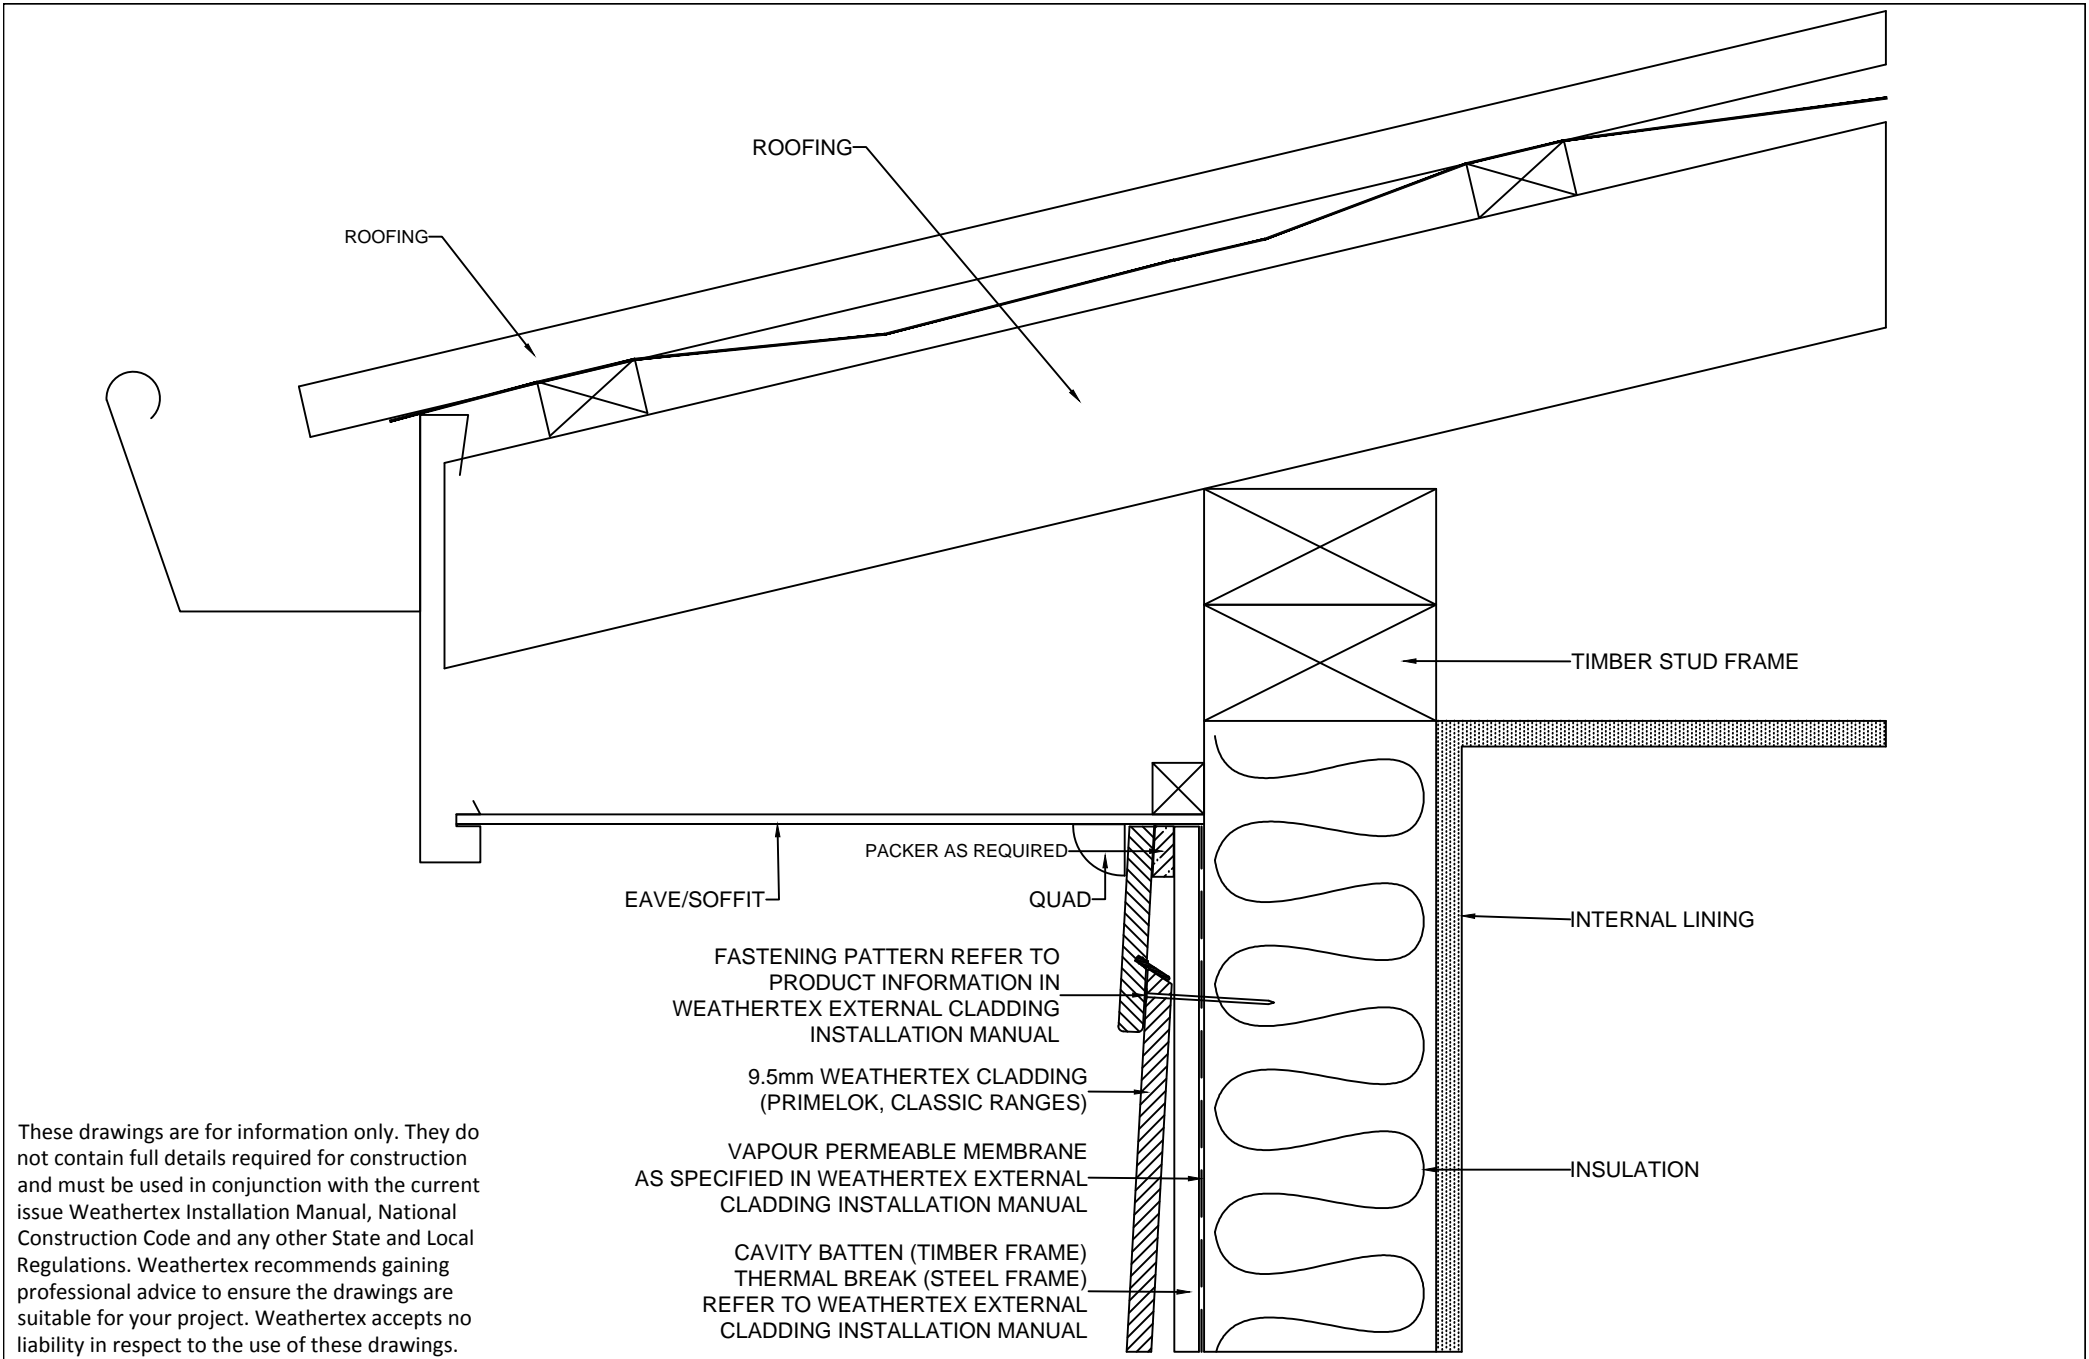 ROOFING
ROOFING
TIMBER STUD FRAME
PACKER AS REQUIRED
EAVE/SOFFIT
QUAD
INTERNAL LINING
FASTENING PATTERN REFER TO
PRODUCT INFORMATION IN
WEATHERTEX EXTERNAL CLADDING
INSTALLATION MANUAL
9.5mm WEATHERTEX CLADDING
(PRIMELOK, CLASSIC RANGES)
VAPOUR PERMEABLE MEMBRANE
AS SPECIFIED IN WEATHERTEX EXTERNAL
CLADDING INSTALLATION MANUAL
INSULATION
CAVITY BATTEN (TIMBER FRAME)
THERMAL BREAK (STEEL FRAME)
REFER TO WEATHERTEX EXTERNAL
CLADDING INSTALLATION MANUAL
These drawings are for information only. They do
not contain full details required for construction
and must be used in conjunction with the current
issue Weathertex Installation Manual, National
Construction Code and any other State and Local
Regulations. Weathertex recommends gaining
professional advice to ensure the drawings are
suitable for your project. Weathertex accepts no
liability in respect to the use of these drawings.